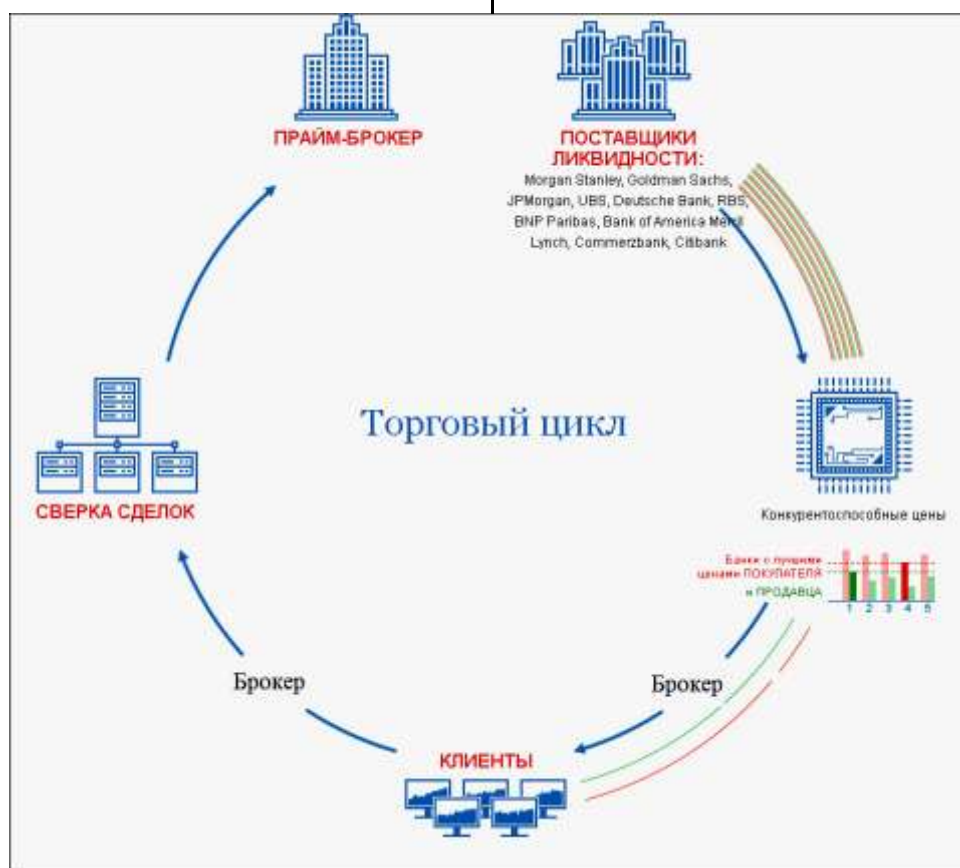 ПРАЙМ-БРОКЕР
ПОСТАВЩИКИ
ЛИКВИДНОСТИ:
Morgan Stanley, Goldman Sachs,
JPMorgan, UBS, Deutsche Bank, RBS,
BNP Paribas, Bank of America Merril
Lynch, Commerzbank, Citibank
Торговый цикл
СВЕРКА СДЕЛОК
Конкурентоспособные цены
Банки с лучшими
ценами ПОКУПАТЕЛЯ
и ПРОДАВЦА
1 2 3 4 5
Брокер
Брокер
КЛИЕНТЫ